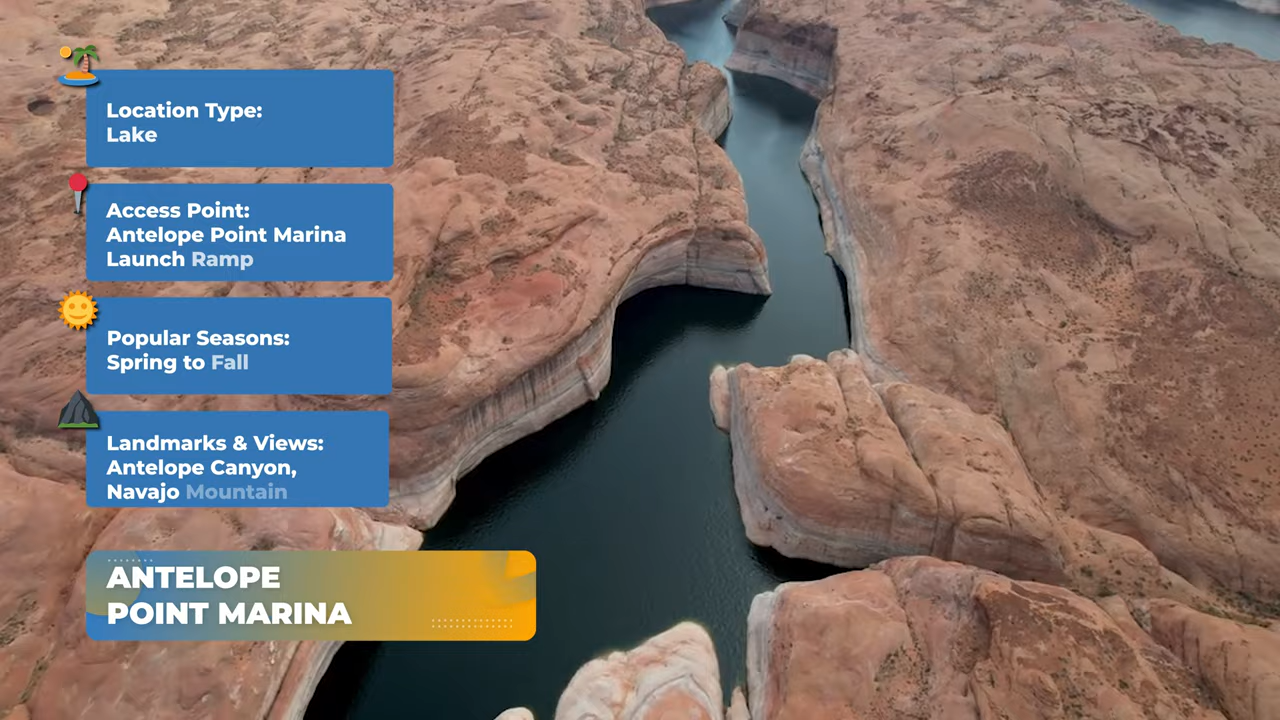 Location Type:
Lake
Access Point:
Antelope Point Marina
Launch Ramp
Popular Seasons:
Spring to Fall
Landmarks & Views:
Antelope Canyon,
Navajo Mountain
ANTELOPE
POINT MARINA